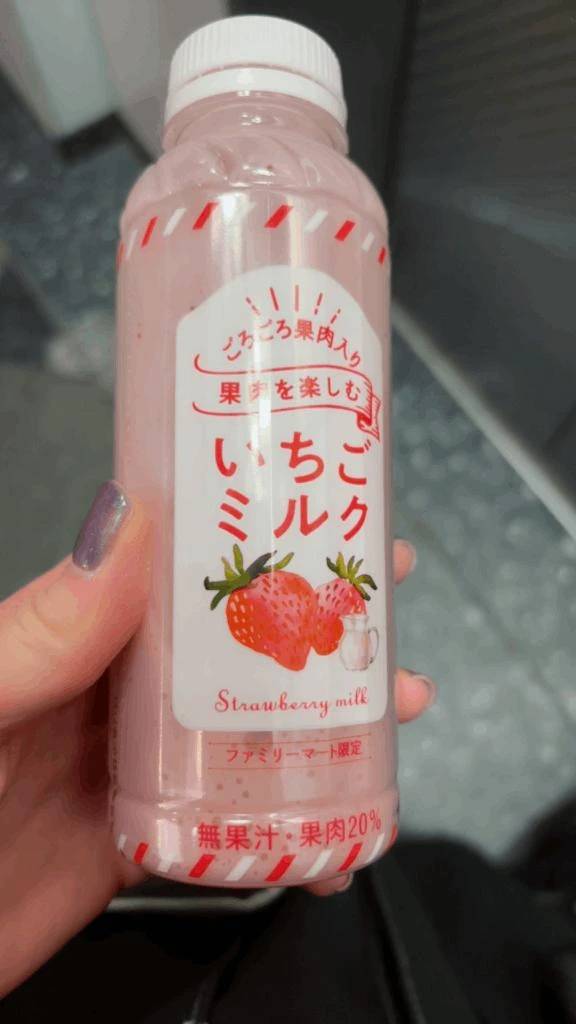 ごろごろ果肉入り
果肉を楽しむ
いちご
ミルク
Strawberry milk
ファミリーマート限定
無果汁・果肉20%